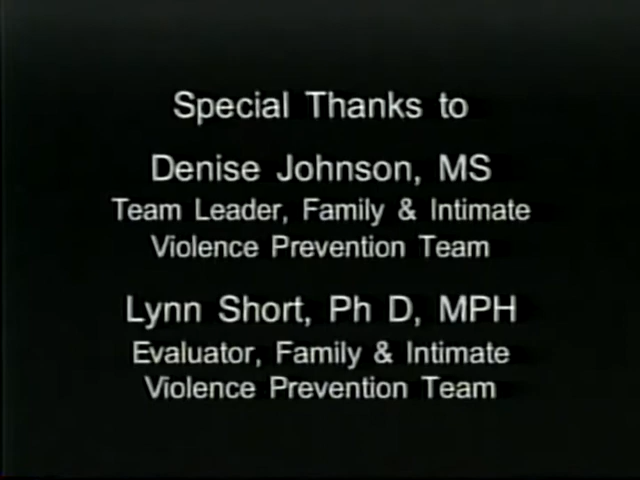 Special Thanks to
Denise Johnson, MS
Team Leader, Family & Intimate
Violence Prevention Team
Lynn Short, Ph D, MPH
Evaluator, Family & Intimate
Violence Prevention Team